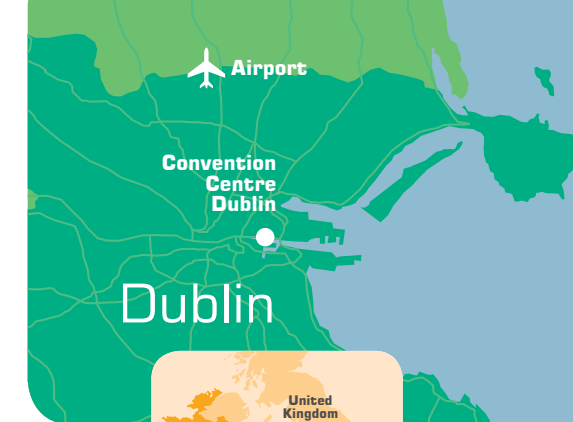 Airport
Convention
Centre
Dublin
Dublin
United
Kingdom